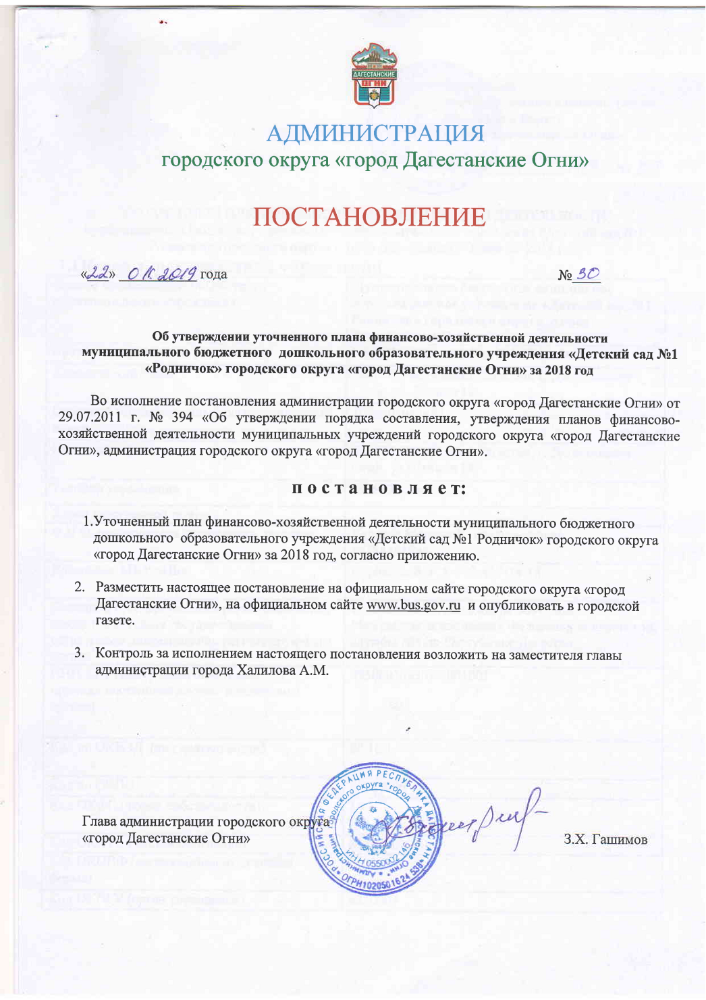 ДАГЕСТАНСКИЕ
ОГНИ
АДМИНИСТРАЦИЯ
городского округа «город Дагестанские Огни»
ПОСТАНОВЛЕНИЕ
«22» 2019 года №30
Об утверждении уточненного плана финансово-хозяйственной деятельности
муниципального бюджетного дошкольного образовательного учреждения «Детский сад №1
«Родничок» городского округа «город Дагестанские Огни» за 2018 год
Во исполнение постановления администрации городского округа «город Дагестанские Огни» от
29.07.2011 г. № 394 «Об утверждении порядка составления, утверждения планов финансово-
хозяйственной деятельности муниципальных учреждений городского округа «город Дагестанские
Огни», администрация городского округа «город Дагестанские Огни».
п о с т а н о в л я е т:
1.Уточненный план финансово-хозяйственной деятельности муниципального бюджетного
дошкольного образовательного учреждения «Детский сад №1 Родничок» городского округа
«город Дагестанские Огни» за 2018 год, согласно приложению.
2. Разместить настоящее постановление на официальном сайте городского округа «город
Дагестанские Огни», на официальном сайте www.bus.gov.ru и опубликовать в городской
газете.
3. Контроль за исполнением настоящего постановления возложить на заместителя главы
администрации города Халилова А.М.
РОССИЙСКАЯ ФЕДЕРАЦИЯ РЕСПУБЛИКА ДАГЕСТАН
* ОГРН1020501624538*
Администрация городского округа "город Дагестанские Огни" *
ИНН 0550002146
Глава администрации городского округа
«город Дагестанские Огни» З.Х. Гашимов